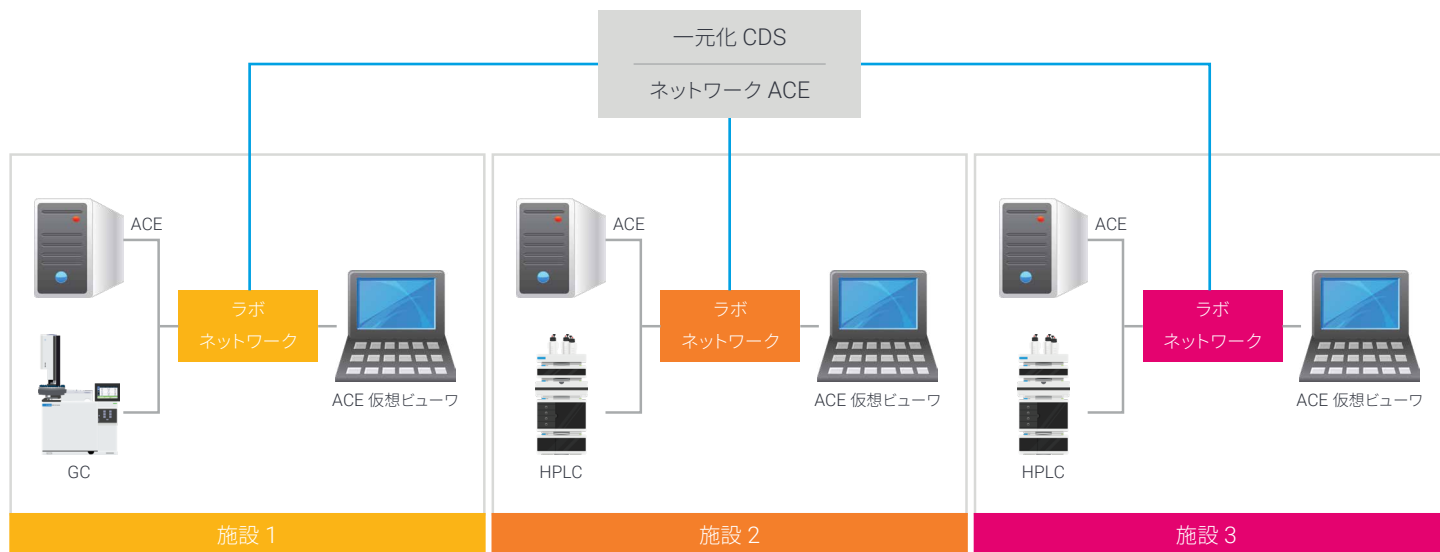 一元化 CDS
ネットワーク ACE
ACE
ラボ
ネットワーク
ACE 仮想ビューワ
GC
施設 1
ACE
ラボ
ネットワーク
ACE 仮想ビューワ
HPLC
施設 2
ACE
ラボ
ネットワーク
ACE 仮想ビューワ
HPLC
施設 3